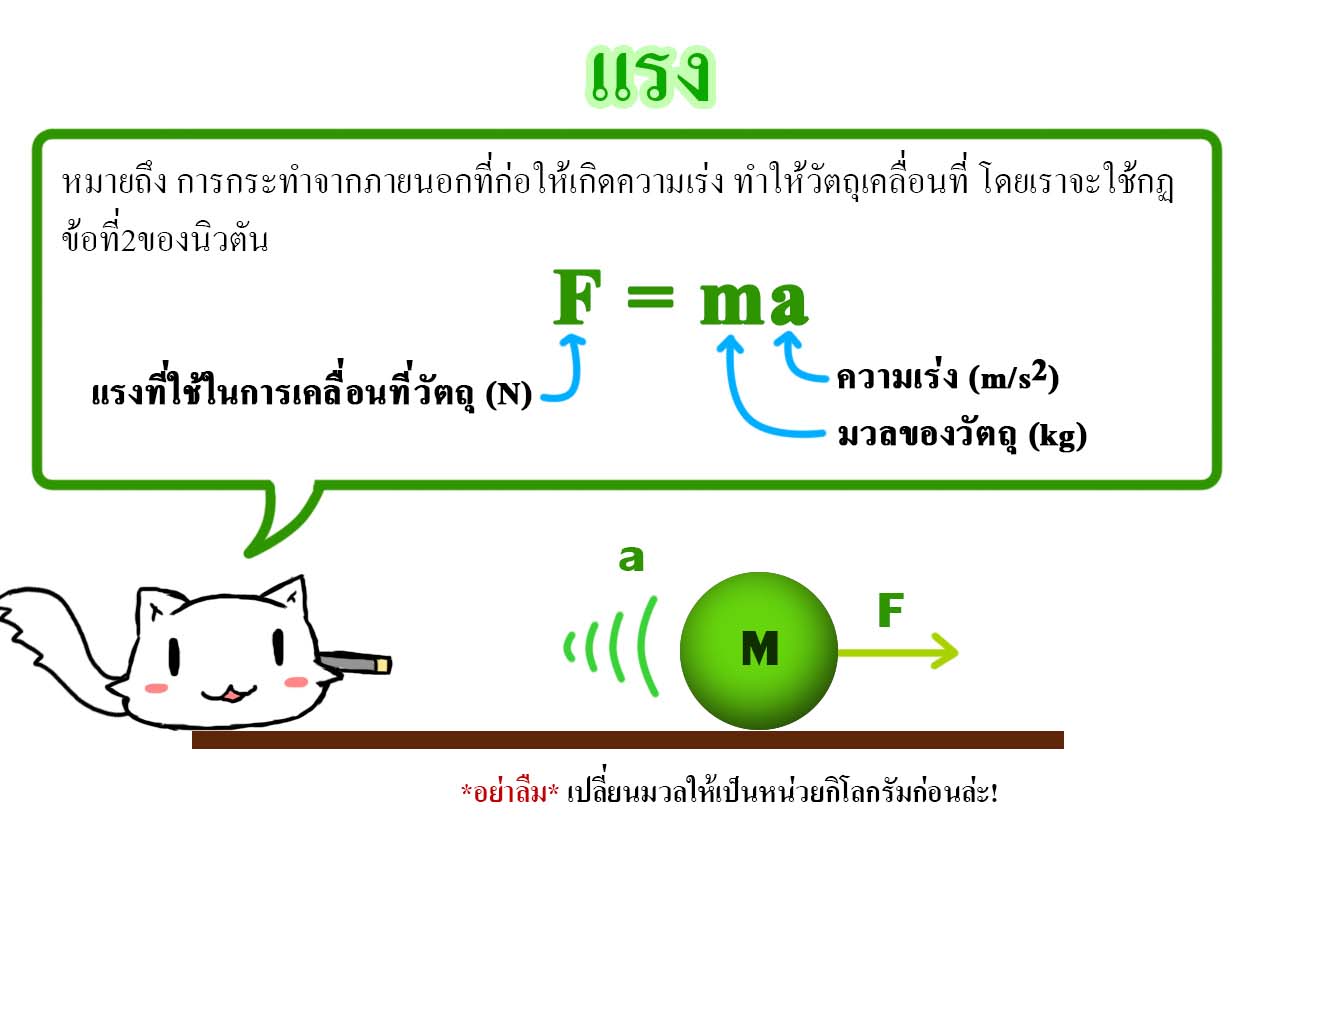 แรง
หมายถึง การกระทำจากภายนอกที่ก่อให้เกิดความเร่ง ทำให้วัตถุเคลื่อนที่ โดยเราจะใช้กฏ
ข้อที่2ของนิวตัน
F = ma
แรงที่ใช้ในการเคลื่อนที่วัตถุ (N)
ความเร่ง (m/s²)
มวลของวัตถุ (kg)
a
M
F
*อย่าลืม* เปลี่ยนมวลให้เป็นหน่วยกิโลกรัมก่อนล่ะ!